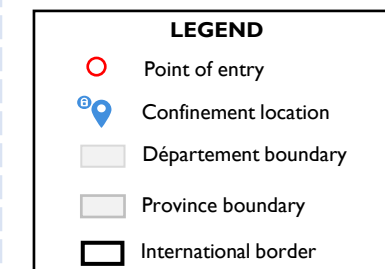 LEGEND
Point of entry
a
Confinement location
Département boundary
Province boundary
International border